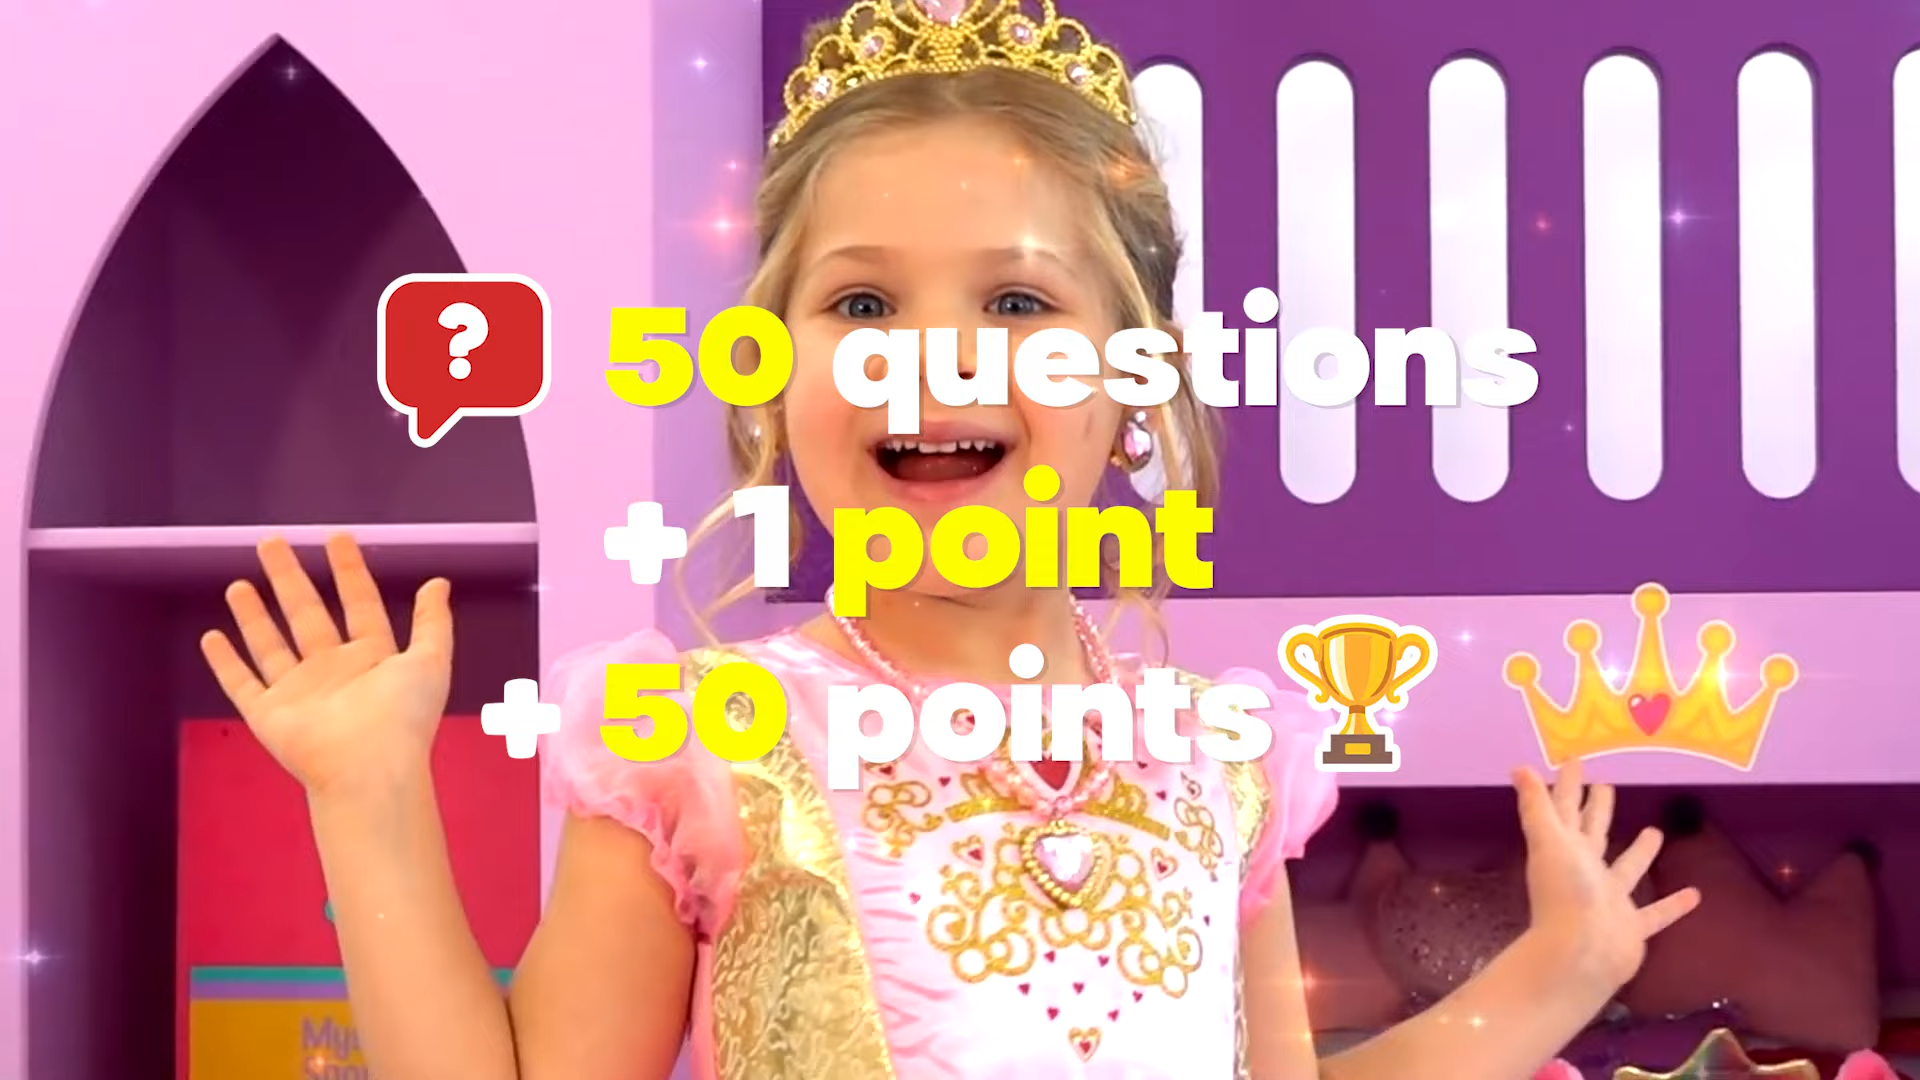 ?
50 questions
+ 1 point
+ 50 points